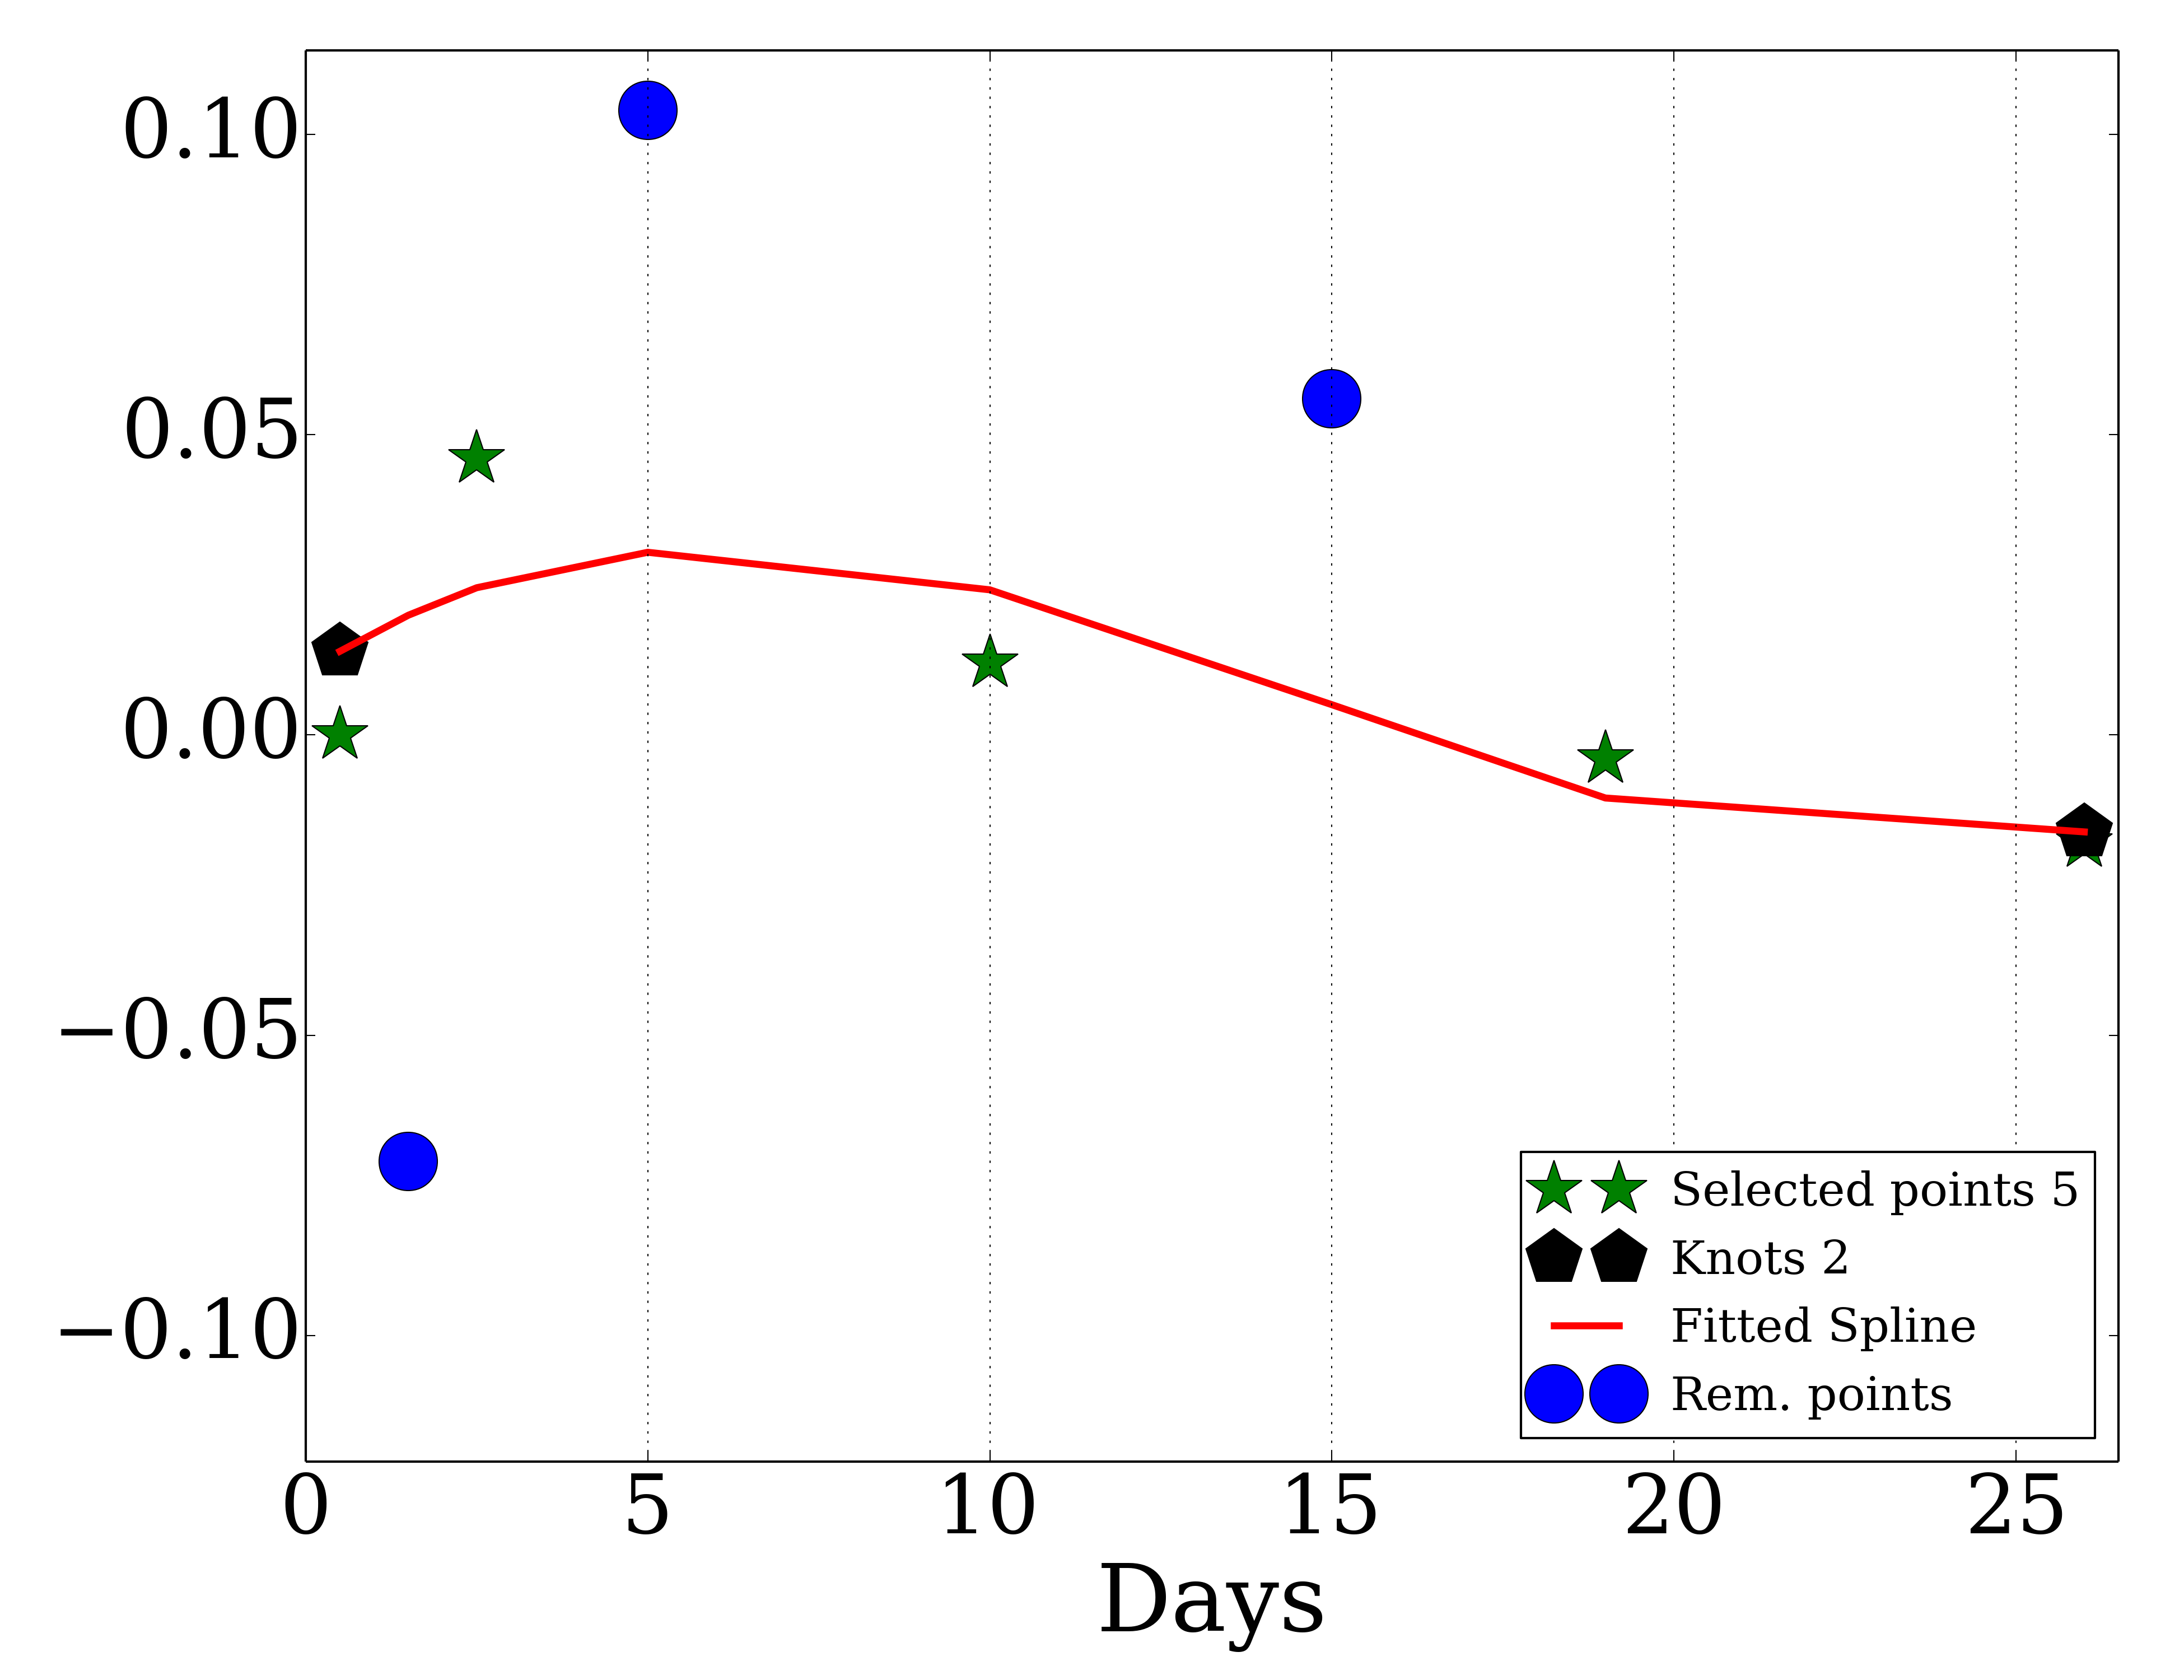 0.10
0.05
0.00
−0.05
−0.10
0 5 10 15 20 25
Days
Selected points 5
Knots 2
Fitted Spline
Rem. points